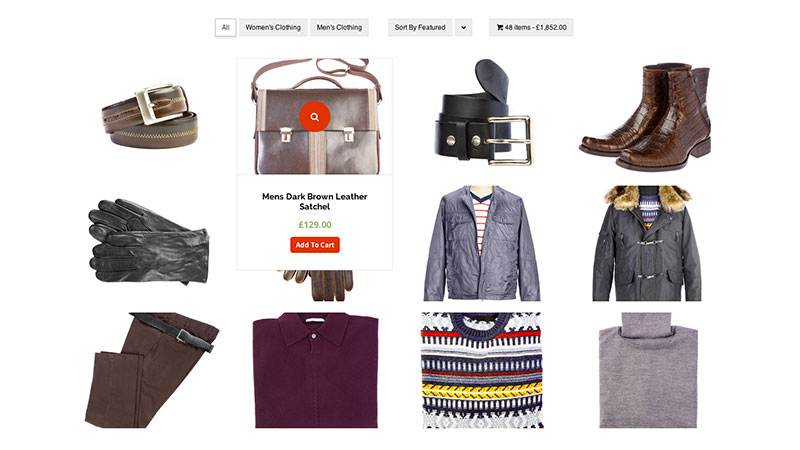 All
Women's Clothing
Men's Clothing
Sort By Featured
48 items - £1,852.00
Mens Dark Brown Leather
Satchel
£129.00
Add To Cart